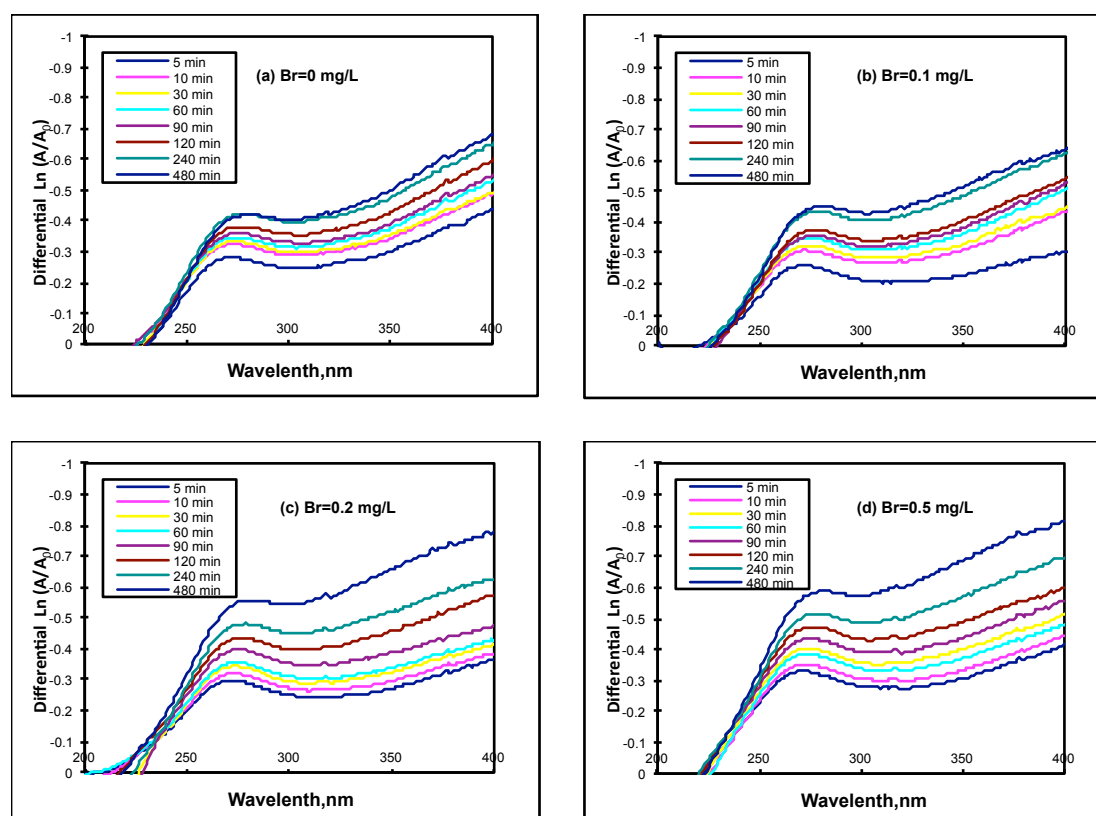 -1
-0.9
-0.8
-0.7
-0.6
-0.5
-0.4
-0.3
-0.2
-0.1
0
Differential Ln (A/A0)
5 min
10 min
30 min
60 min
90 min
120 min
240 min
480 min
(a) Br=0 mg/L
200
250
300
350
400
Wavelenth,nm
-1
-0.9
-0.8
-0.7
-0.6
-0.5
-0.4
-0.3
-0.2
-0.1
0
Differential Ln (A/A0)
5 min
10 min
30 min
60 min
90 min
120 min
240 min
480 min
(b) Br=0.1 mg/L
200
250
300
350
400
Wavelenth,nm
-1
-0.9
-0.8
-0.7
-0.6
-0.5
-0.4
-0.3
-0.2
-0.1
0
Differential Ln (A/A0)
5 min
10 min
30 min
60 min
90 min
120 min
240 min
480 min
(c) Br=0.2 mg/L
200
250
300
350
400
Wavelenth,nm
-1
-0.9
-0.8
-0.7
-0.6
-0.5
-0.4
-0.3
-0.2
-0.1
0
Differential Ln (A/A0)
5 min
10 min
30 min
60 min
90 min
120 min
240 min
480 min
(d) Br=0.5 mg/L
200
250
300
350
400
Wavelenth,nm